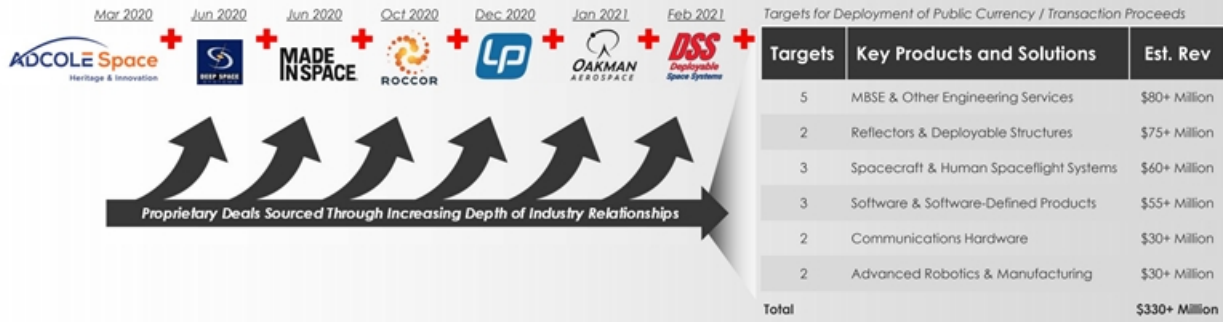 Mar 2020
Jun 2020
Jun 2020
Oct 2020
Dec 2020
Jan 2021
Feb 2021
ADCOLE Space
Heritage & Innovation
DEEP SPACE
MADE
IN SPACE
ROCCOR
LP
OAKMAN
AEROSPACE
DSS
Deployable
Space Systems
Proprietary Deals Sourced Through Increasing Depth of Industry Relationships
Targets for Deployment of Public Currency / Transaction Proceeds
Targets Key Products and Solutions Est. Rev
5 MBSE & Other Engineering Services $80+ Million
2 Reflectors & Deployable Structures $75+ Million
3 Spacecraft & Human Spaceflight Systems $60+ Million
3 Software & Software-Defined Products $55+ Million
2 Communications Hardware $30+ Million
2 Advanced Robotics & Manufacturing $30+ Million
Total $330+ Million